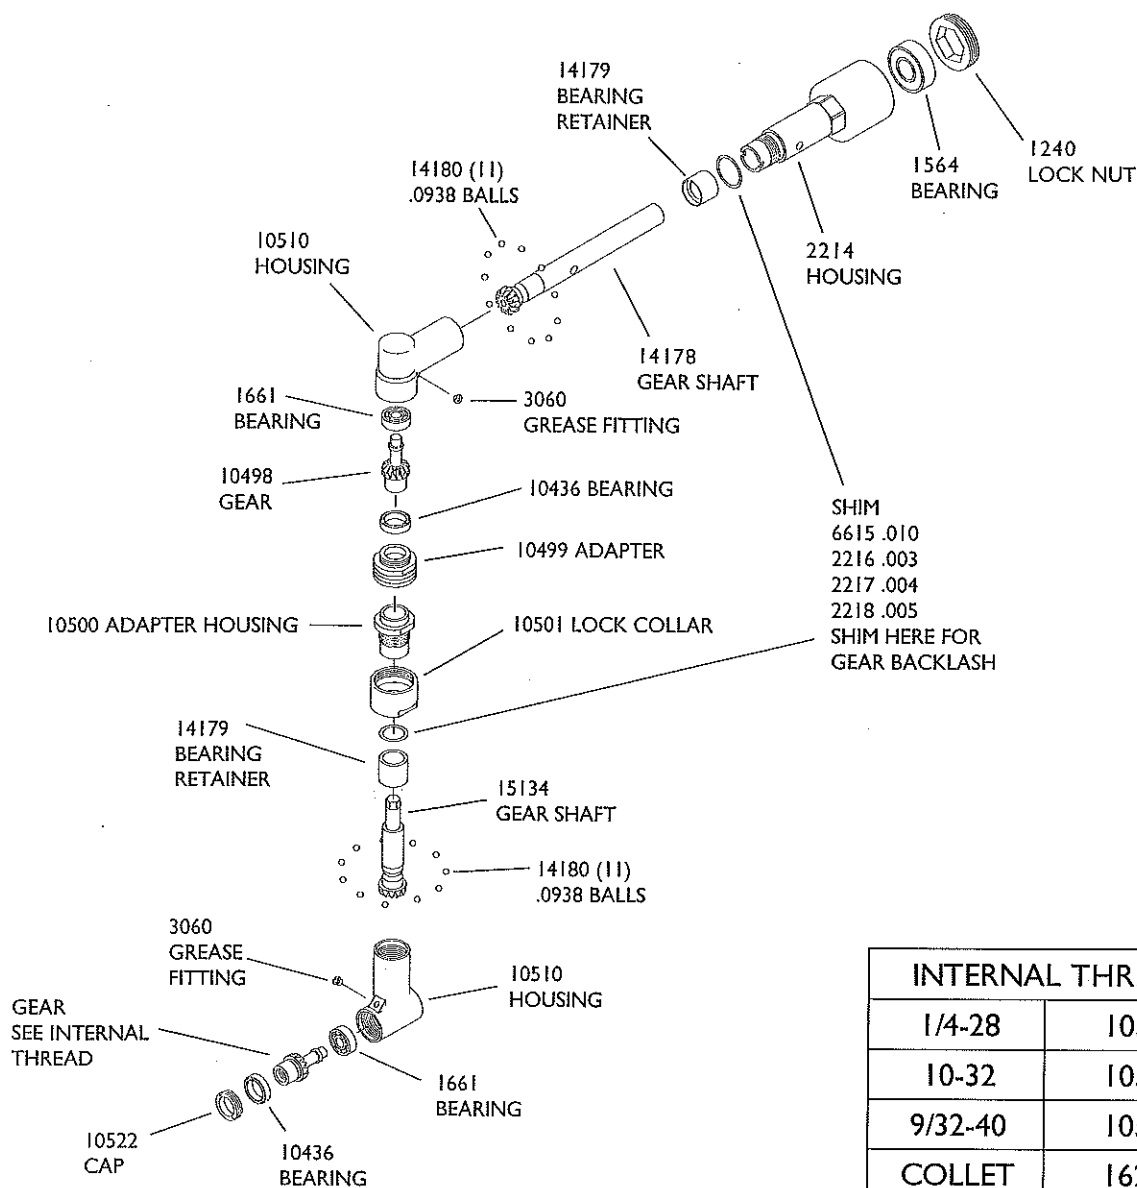 14179
BEARING
RETAINER
14180 (11)
.0938 BALLS
10510
HOUSING
1564
BEARING
1240
LOCK NUT
2214
HOUSING
14178
GEAR SHAFT
1661
BEARING
3060
GREASE FITTING
10498
GEAR
10436 BEARING
10499 ADAPTER
SHIM
6615 .010
2216 .003
2217 .004
2218 .005
SHIM HERE FOR
GEAR BACKLASH
10500 ADAPTER HOUSING
10501 LOCK COLLAR
14179
BEARING
RETAINER
15134
GEAR SHAFT
14180 (11)
.0938 BALLS
3060
GREASE
FITTING
10510
HOUSING
GEAR
SEE INTERNAL
THREAD
1661
BEARING
10522
CAP
10436
BEARING
INTERNAL THR
1/4-28 10
10-32 10
9/32-40 10
COLLET 16